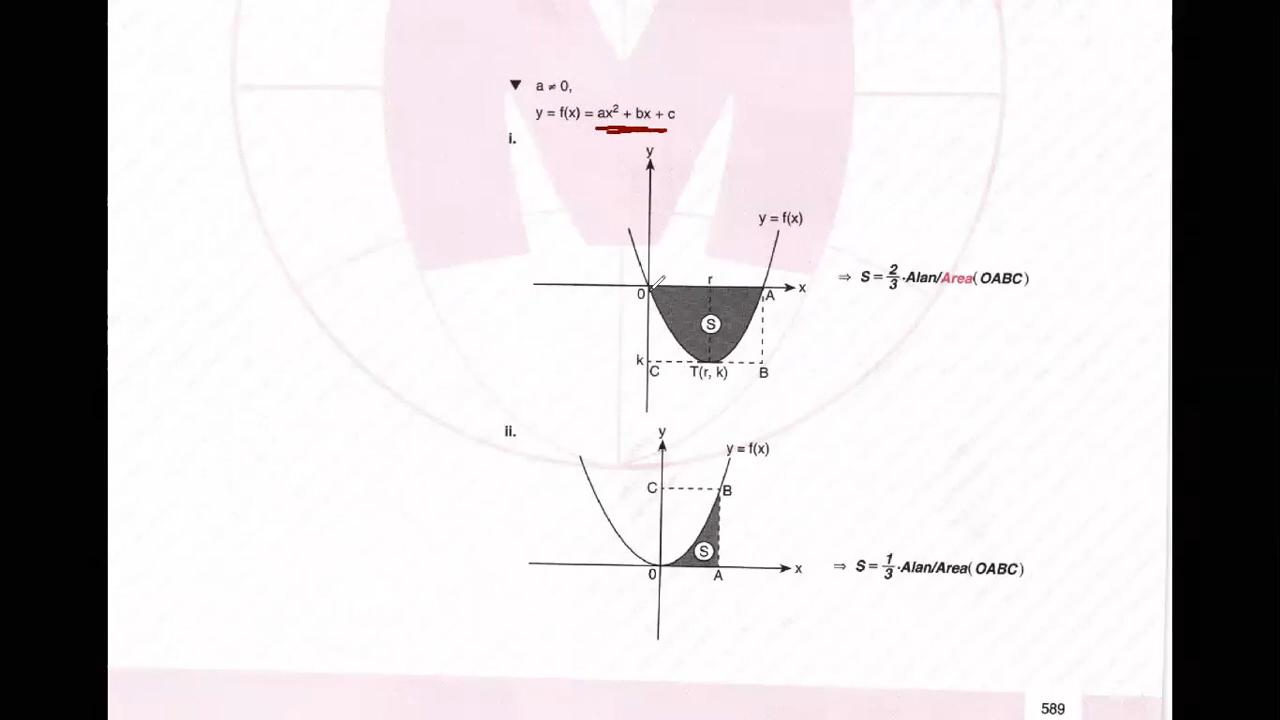 ▼ a ≠ 0,
y = f(x) = ax² + bx + c
i.
y
y = f(x)
r
0
A
x
⇒ S = 2/3 ·Alan/Area(OABC)
S
k
C
T(r, k)
B
ii.
y
y = f(x)
C
B
S
0
A
x
⇒ S = 1/3 ·Alan/Area(OABC)
589